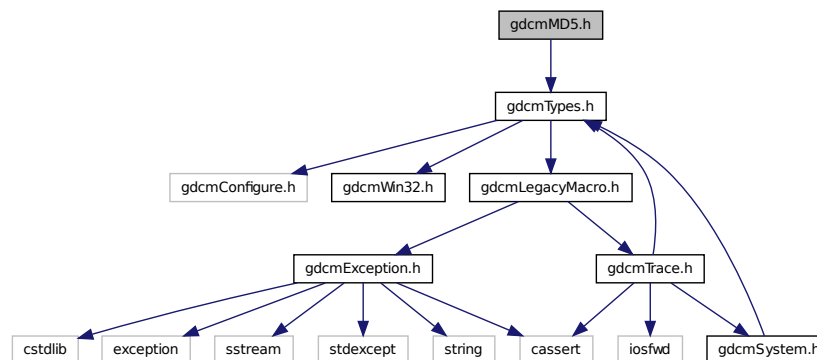 gdcmMD5.h
gdcmTypes.h
gdcmConfigure.h
gdcmWin32.h
gdcmLegacyMacro.h
gdcmException.h
gdcmTrace.h
cstdlib
exception
sstream
stdexcept
string
cassert
iosfwd
gdcmSystem.h